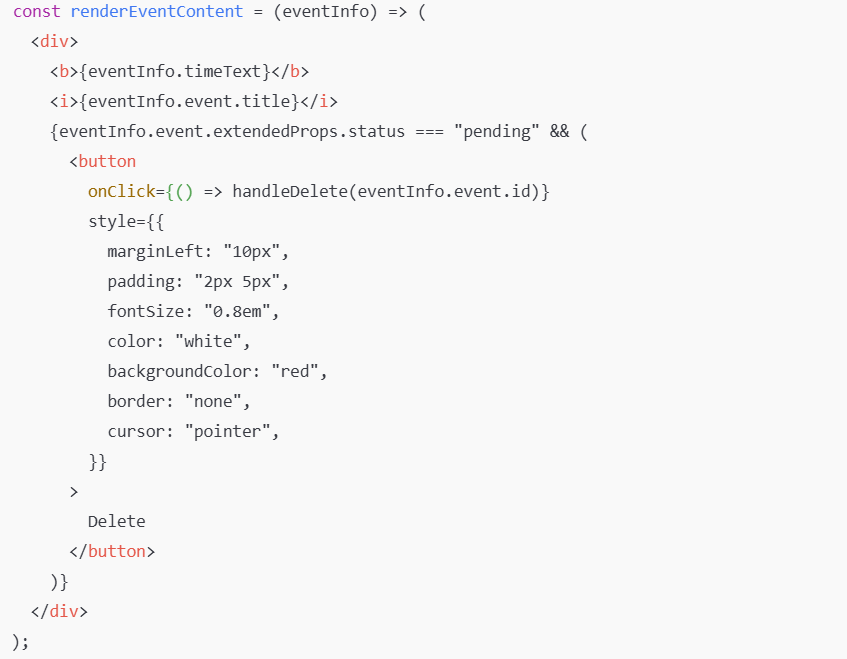 const renderEventContent = (eventInfo) => (
  <div>
    <b>{eventInfo.timeText}</b>
    <i>{eventInfo.event.title}</i>
    {eventInfo.event.extendedProps.status === "pending" && (
      <button
        onClick={() => handleDelete(eventInfo.event.id)}
        style={{
          marginLeft: "10px",
          padding: "2px 5px",
          fontSize: "0.8em",
          color: "white",
          backgroundColor: "red",
          border: "none",
          cursor: "pointer",
        }}
      >
        Delete
      </button>
    )}
  </div>
);